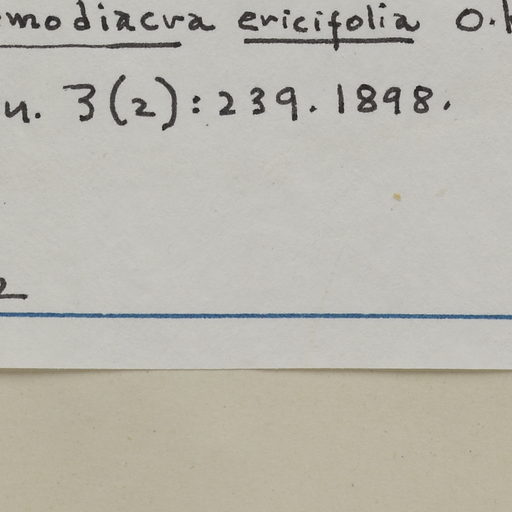 modiacra ericifolia O.
u. 3(2):239.1898.